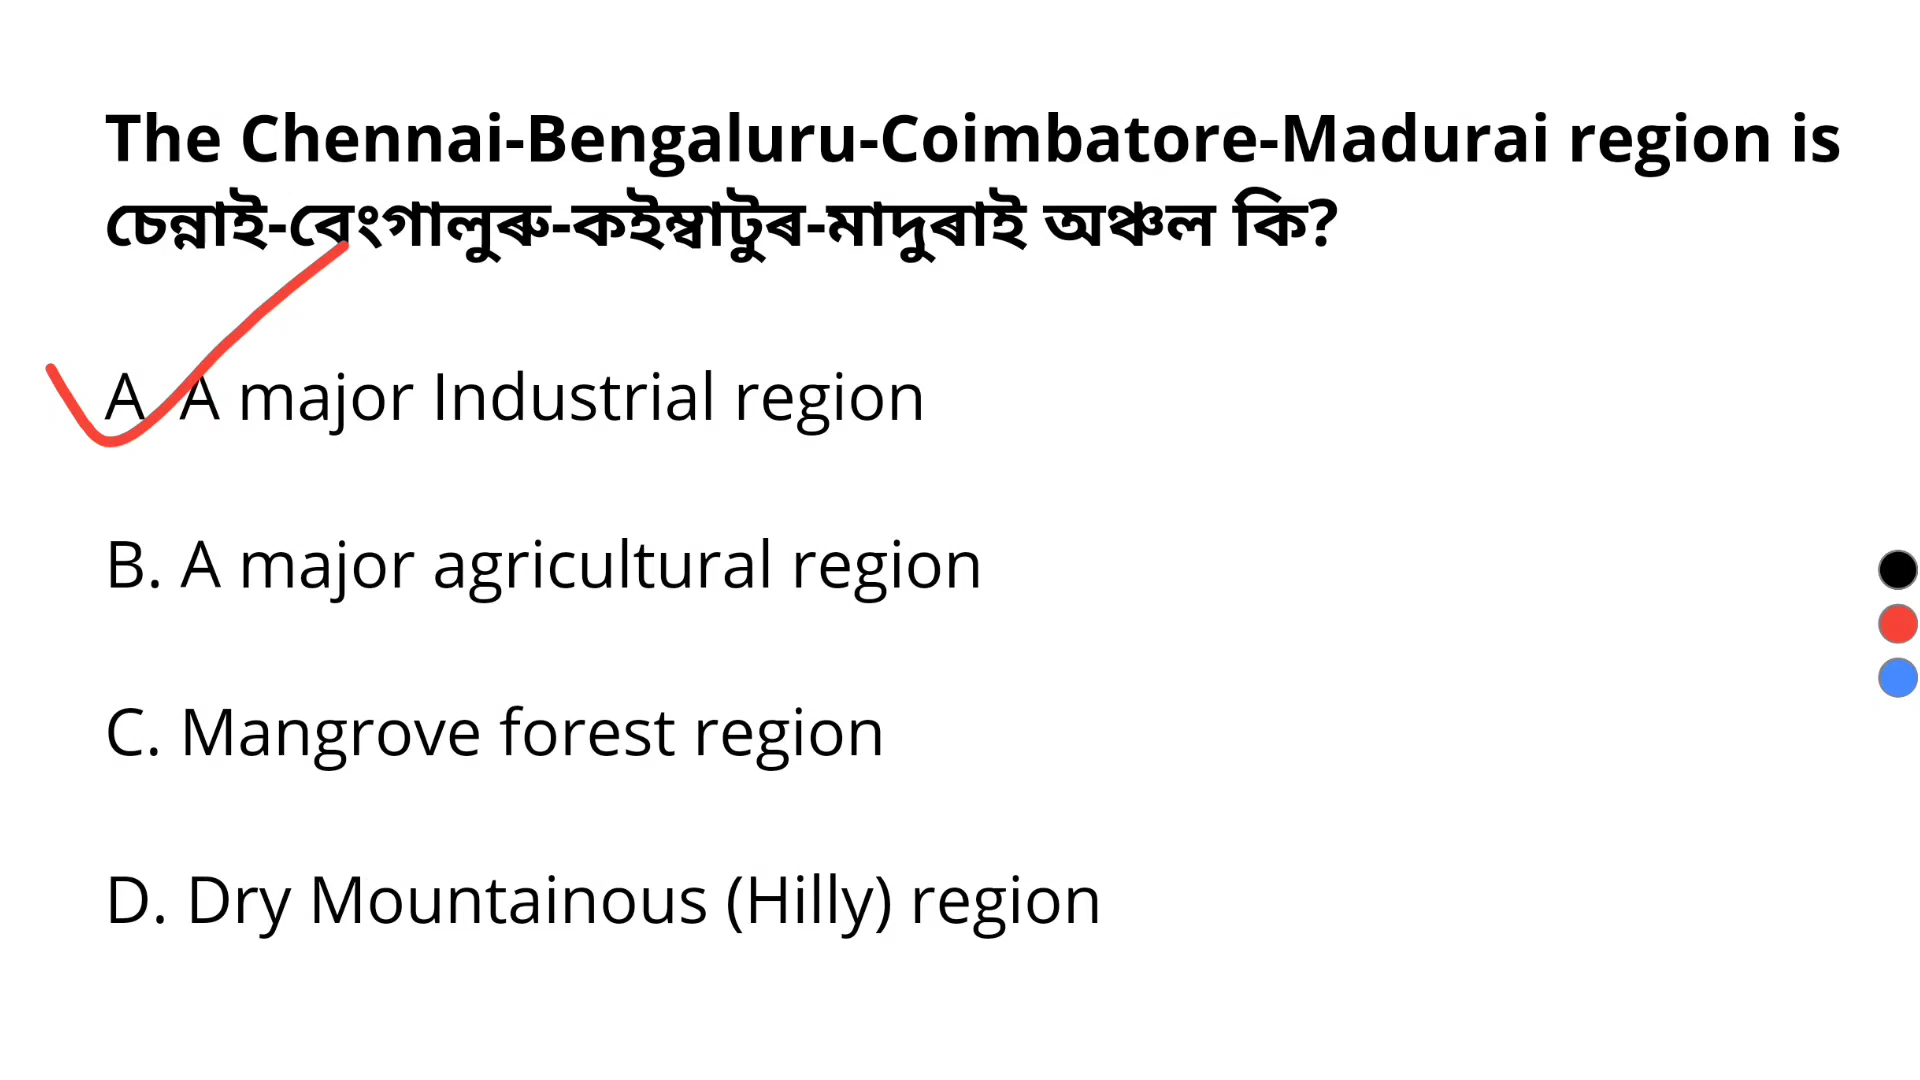 The Chennai-Bengaluru-Coimbatore-Madurai region is
চেন্নাই-বেংগালুৰু-কইম্বাটুৰ-মাদুৰাই অঞ্চল কি?
A. A major Industrial region
B. A major agricultural region
C. Mangrove forest region
D. Dry Mountainous (Hilly) region